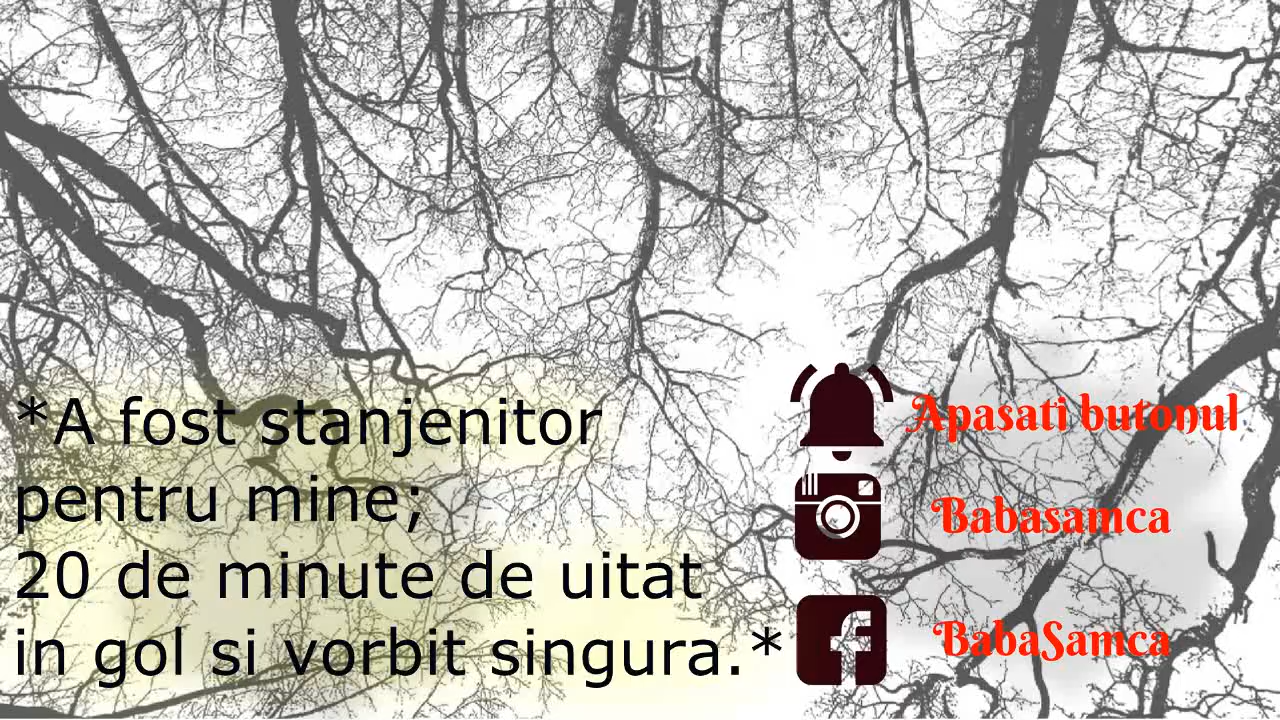 *A fost stanjenitor
pentru mine;
20 de minute de uitat
in gol si vorbit singura.*
Apasati butonul
Babasamca
BabaSamca